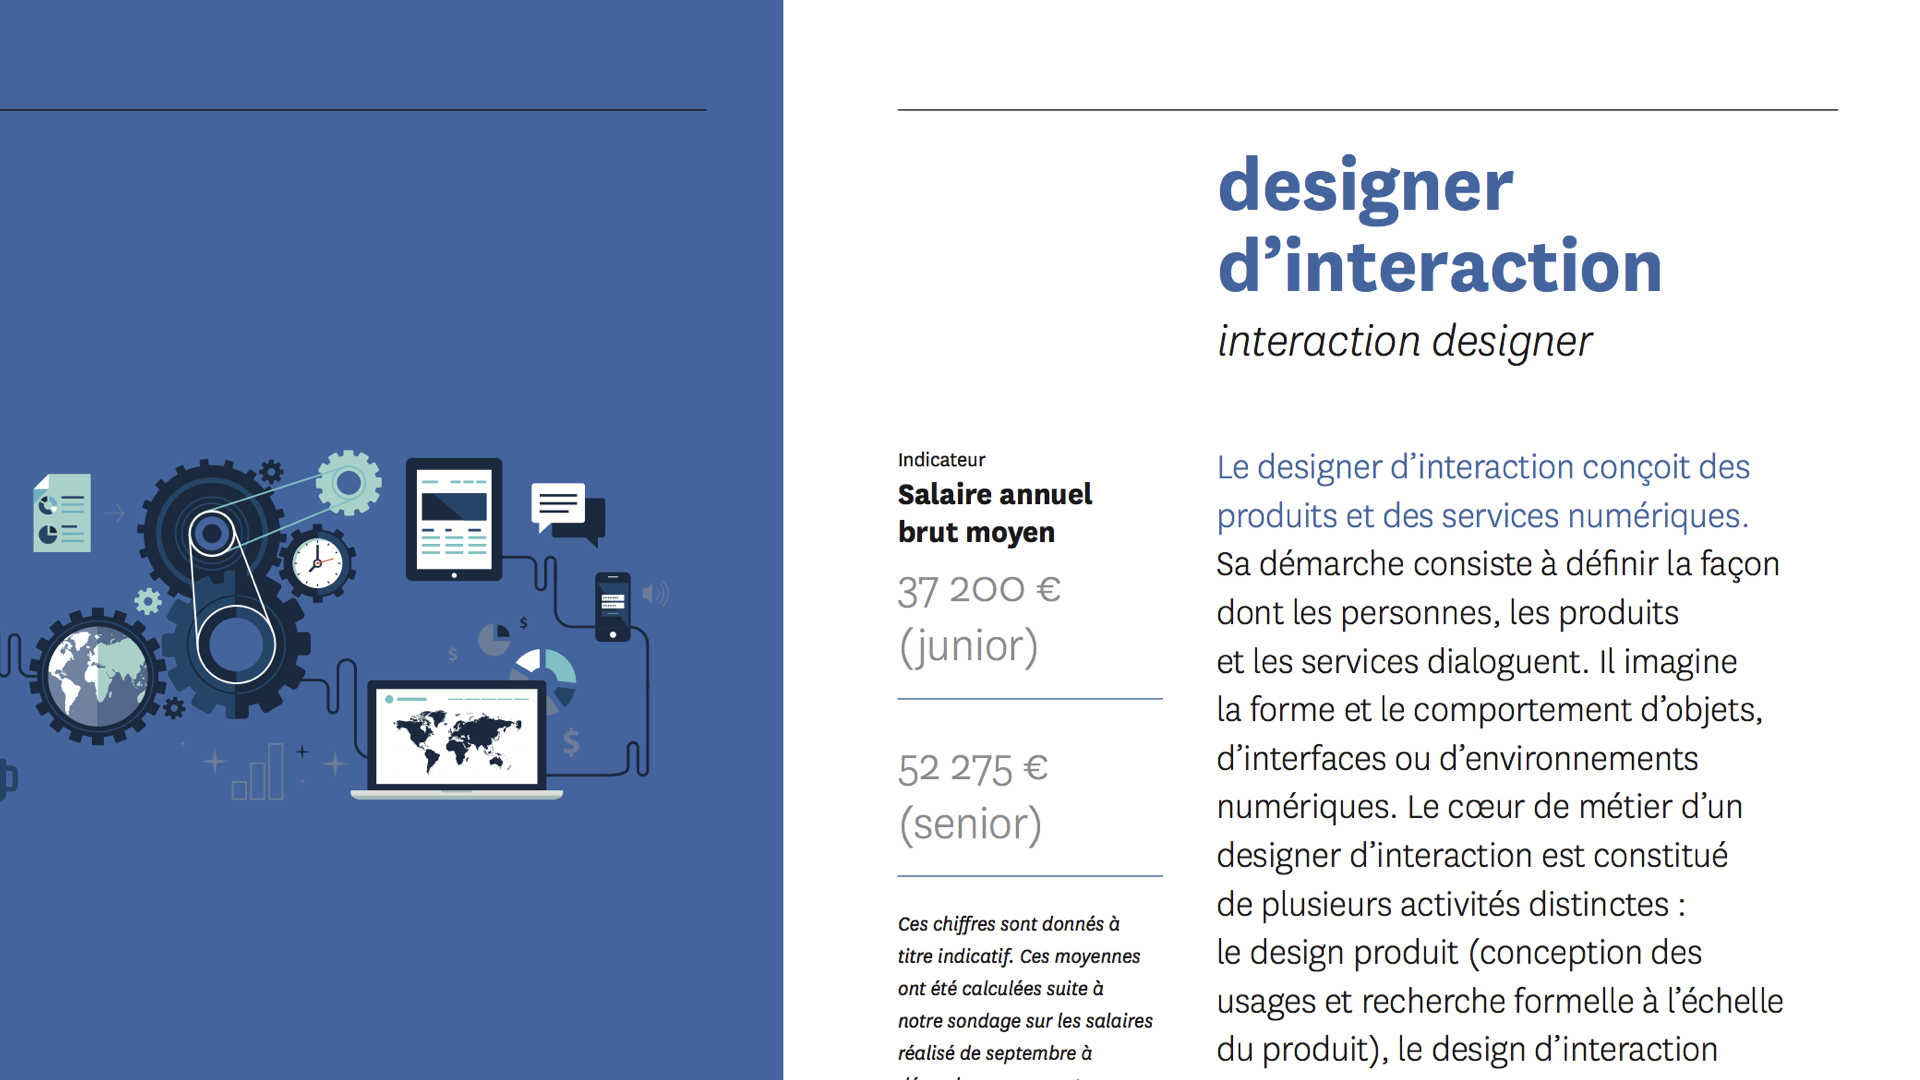 designer
d’interaction
interaction designer
Indicateur
Salaire annuel
brut moyen
37 200 €
(junior)
52 275 €
(senior)
Ces chiffres sont donnés à
titre indicatif. Ces moyennes
ont été calculées suite à
notre sondage sur les salaires
réalisé de septembre à
Le designer d’interaction conçoit des
produits et des services numériques.
Sa démarche consiste à définir la façon
dont les personnes, les produits
et les services dialoguent. Il imagine
la forme et le comportement d’objets,
d’interfaces ou d’environnements
numériques. Le cœur de métier d’un
designer d’interaction est constitué
de plusieurs activités distinctes :
le design produit (conception des
usages et recherche formelle à l’échelle
du produit), le design d’interaction
$
$
$